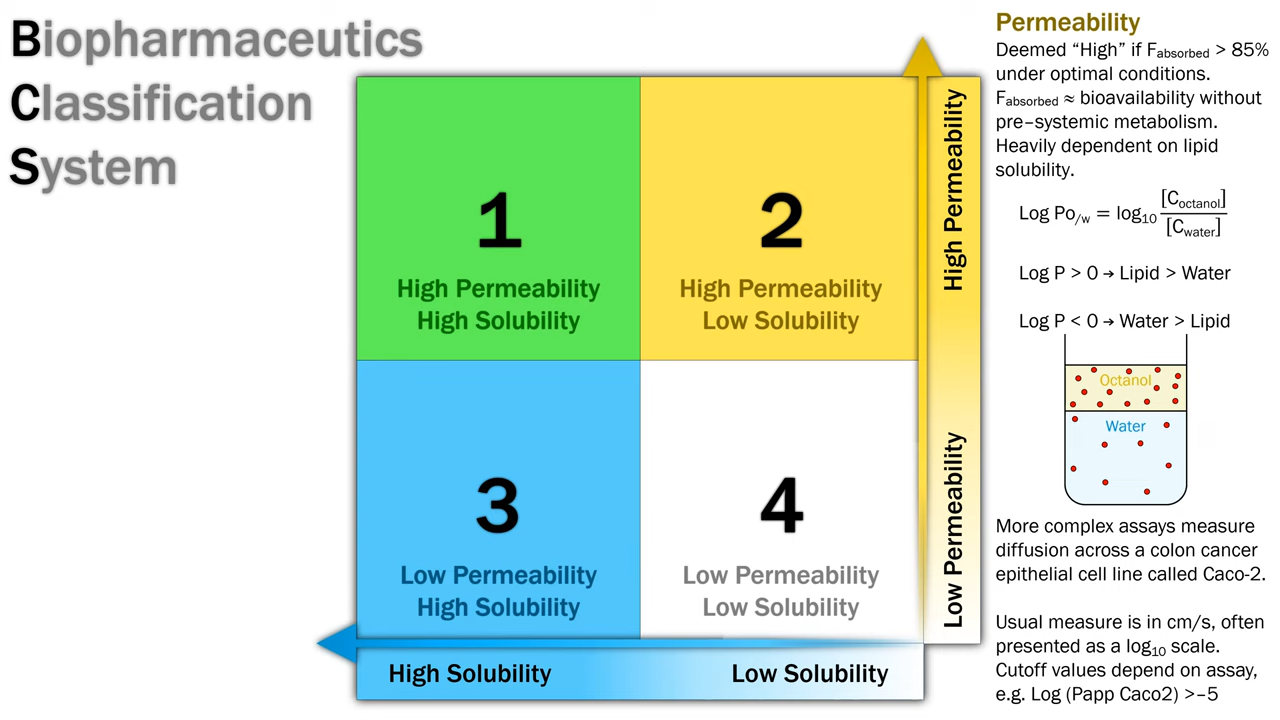 Biopharmaceutics
Classification
System
1
High Permeability
High Solubility
2
High Permeability
Low Solubility
3
Low Permeability
High Solubility
4
Low Permeability
Low Solubility
High Permeability
Low Permeability
High Solubility
Low Solubility
Permeability
Deemed “High” if Fabsorbed > 85%
under optimal conditions.
Fabsorbed ≈ bioavailability without
pre–systemic metabolism.
Heavily dependent on lipid
solubility.
Log Po/w = log10 [Coctanol]/[Cwater]
Log P > 0 → Lipid > Water
Log P < 0 → Water > Lipid
Octanol
Water
More complex assays measure
diffusion across a colon cancer
epithelial cell line called Caco-2.
Usual measure is in cm/s, often
presented as a log10 scale.
Cutoff values depend on assay,
e.g. Log (Papp Caco2) >–5